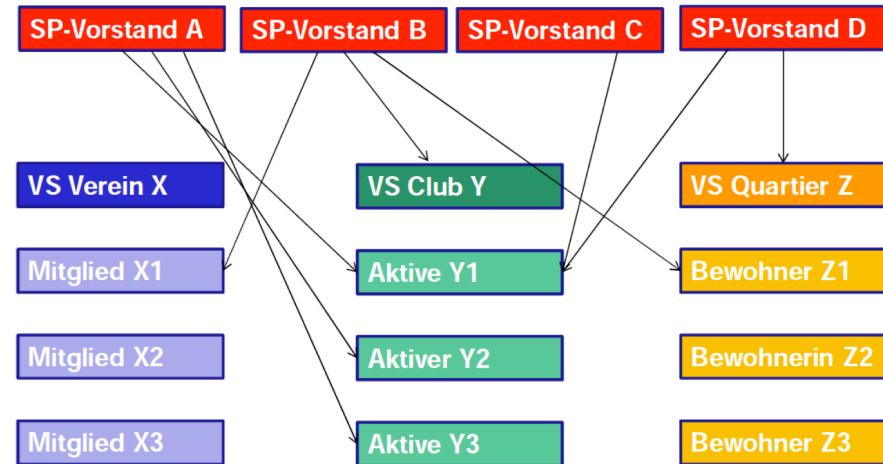 SP-Vorstand A
SP-Vorstand B
SP-Vorstand C
SP-Vorstand D
VS Verein X
VS Club Y
VS Quartier Z
Mitglied X1
Aktive Y1
Bewohner Z1
Mitglied X2
Aktiver Y2
Bewohnerin Z2
Mitglied X3
Aktive Y3
Bewohner Z3